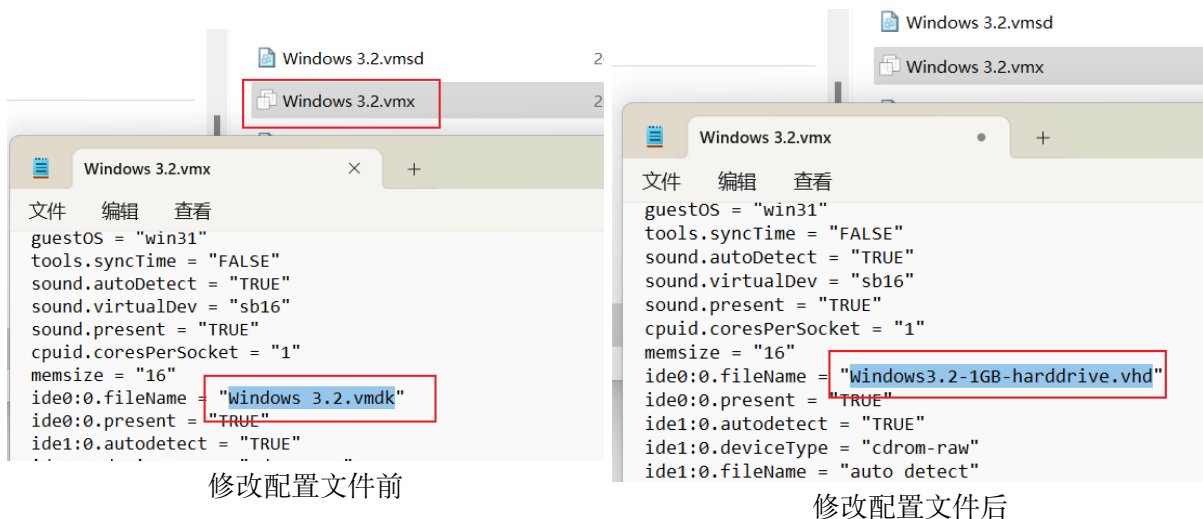 Windows 3.2.vmsd
2
Windows 3.2.vmx
2
Windows 3.2.vmx
文件 编辑 查看
guestOS = "win31"
tools.syncTime = "FALSE"
sound.autoDetect = "TRUE"
sound.virtualDev = "sb16"
sound.present = "TRUE"
cpuid.coresPerSocket = "1"
memsize = "16"
ide0:0.fileName = "Windows 3.2.vmdk"
ide0:0.present = "TRUE"
ide1:0.autodetect = "TRUE"
修改配置文件前
Windows 3.2.vmsd
Windows 3.2.vmx
Windows 3.2.vmx
文件 编辑 查看
guestOS = "win31"
tools.syncTime = "FALSE"
sound.autoDetect = "TRUE"
sound.virtualDev = "sb16"
sound.present = "TRUE"
cpuid.coresPerSocket = "1"
memsize = "16"
ide0:0.fileName = "Windows3.2-1GB-harddrive.vhd"
ide0:0.present = "TRUE"
ide1:0.autodetect = "TRUE"
ide1:0.deviceType = "cdrom-raw"
ide1:0.fileName = "auto detect"
修改配置文件后